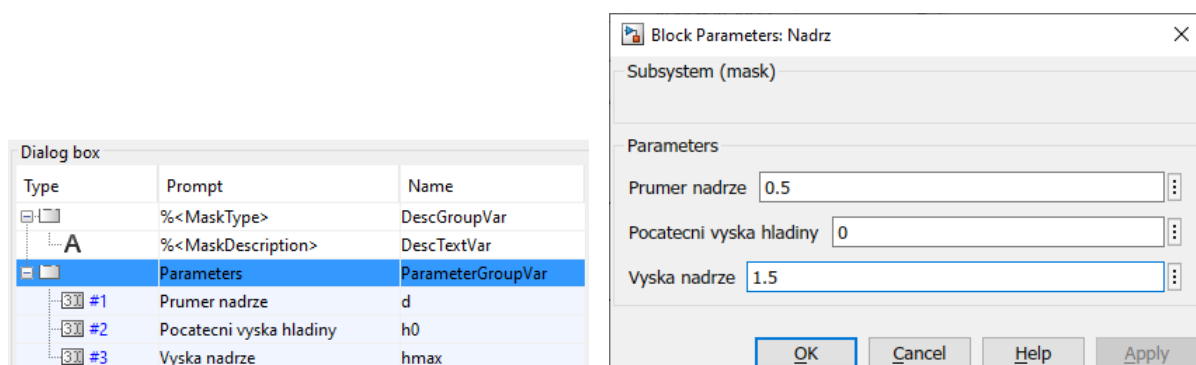 Dialog box
Type Prompt Name
%<MaskType> DescGroupVar
A %<MaskDescription> DescTextVar
Parameters ParameterGroupVar
#1 Prumer nadrze d
#2 Pocatecni vyska hladiny h0
#3 Vyska nadrze hmax
Block Parameters: Nadrz
Subsystem (mask)
Parameters
Prumer nadrze 0.5
Pocatecni vyska hladiny 0
Vyska nadrze 1.5
OK Cancel Help Apply